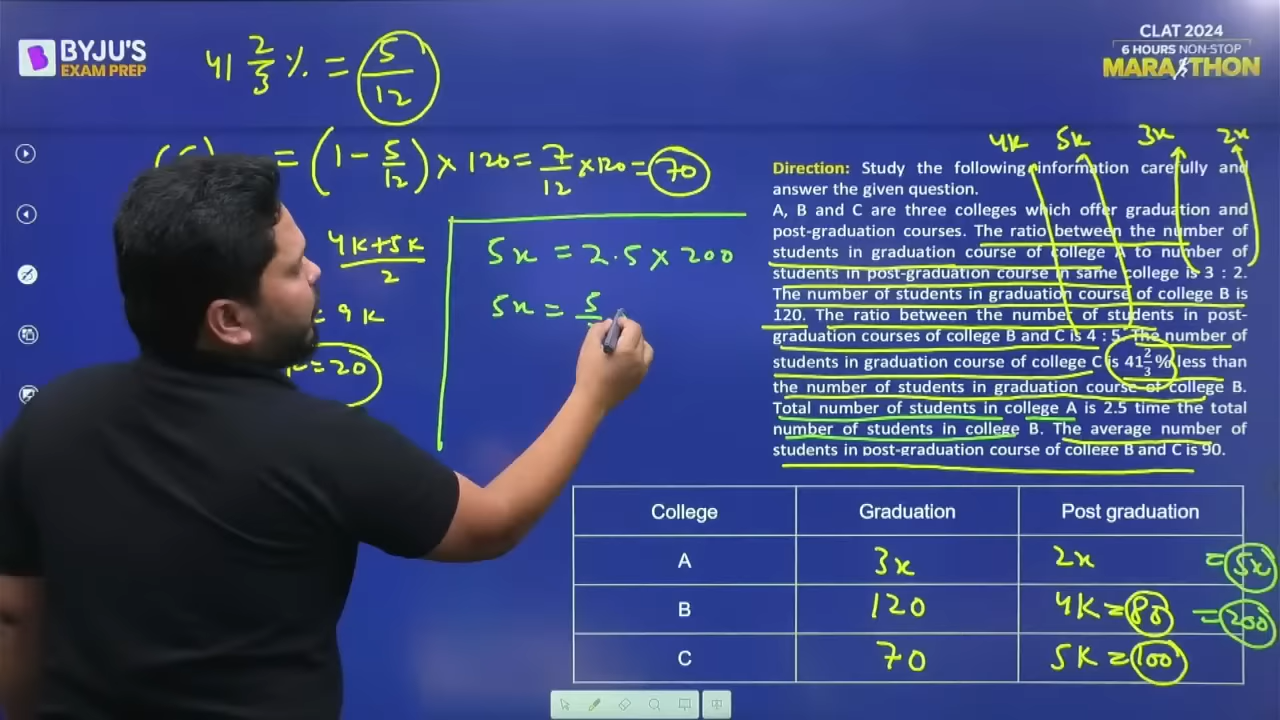 BYJU'S
EXAM PREP
CLAT 2024
6 HOURS NON-STOP
MARATHON
41 2/3 % = 5/12
= (1 - 5/12) × 120 = 7/12 × 120 = 70
4K+5K/2
= 9K
= 20
5x = 2.5 × 200
5x = 5/
4K 5K 3x 2x
Direction: Study the following information carefully and
answer the given question.
A, B and C are three colleges which offer graduation and
post-graduation courses. The ratio between the number of
students in graduation course of college A to number of
students in post-graduation course in same college is 3 : 2.
The number of students in graduation course of college B is
120. The ratio between the number of students in post-
graduation courses of college B and C is 4 : 5. The number of
students in graduation course of college C is 41 2/3 % less than
the number of students in graduation course of college B.
Total number of students in college A is 2.5 time the total
number of students in college B. The average number of
students in post-graduation course of college B and C is 90.
College Graduation Post graduation
A 3x 2x = 5x
B 120 4K = 80 = 200
C 70 5K = 100